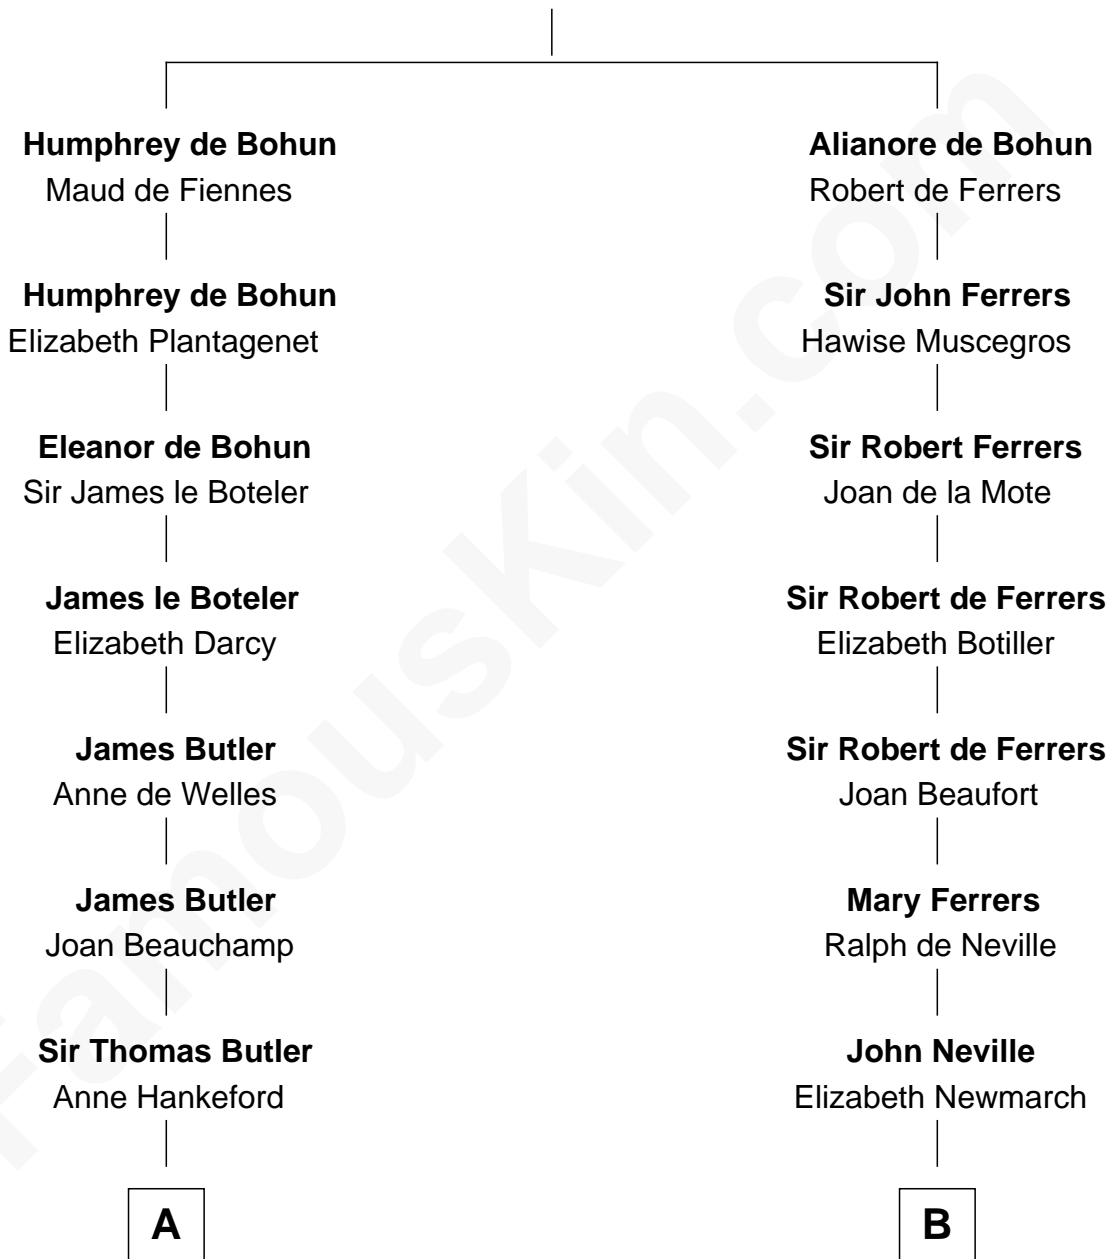 Humphrey de Bohun
Maud de Fiennes
Humphrey de Bohun
Elizabeth Plantagenet
Eleanor de Bohun
Sir James le Boteler
James le Boteler
Elizabeth Darcy
James Butler
Anne de Welles
James Butler
Joan Beauchamp
Sir Thomas Butler
Anne Hankeford
A
Alianore de Bohun
Robert de Ferrers
Sir John Ferrers
Hawise Muscegros
Sir Robert Ferrers
Joan de la Mote
Sir Robert de Ferrers
Elizabeth Botiller
Sir Robert de Ferrers
Joan Beaufort
Mary Ferrers
Ralph de Neville
John Neville
Elizabeth Newmarch
B
FamousKin.com